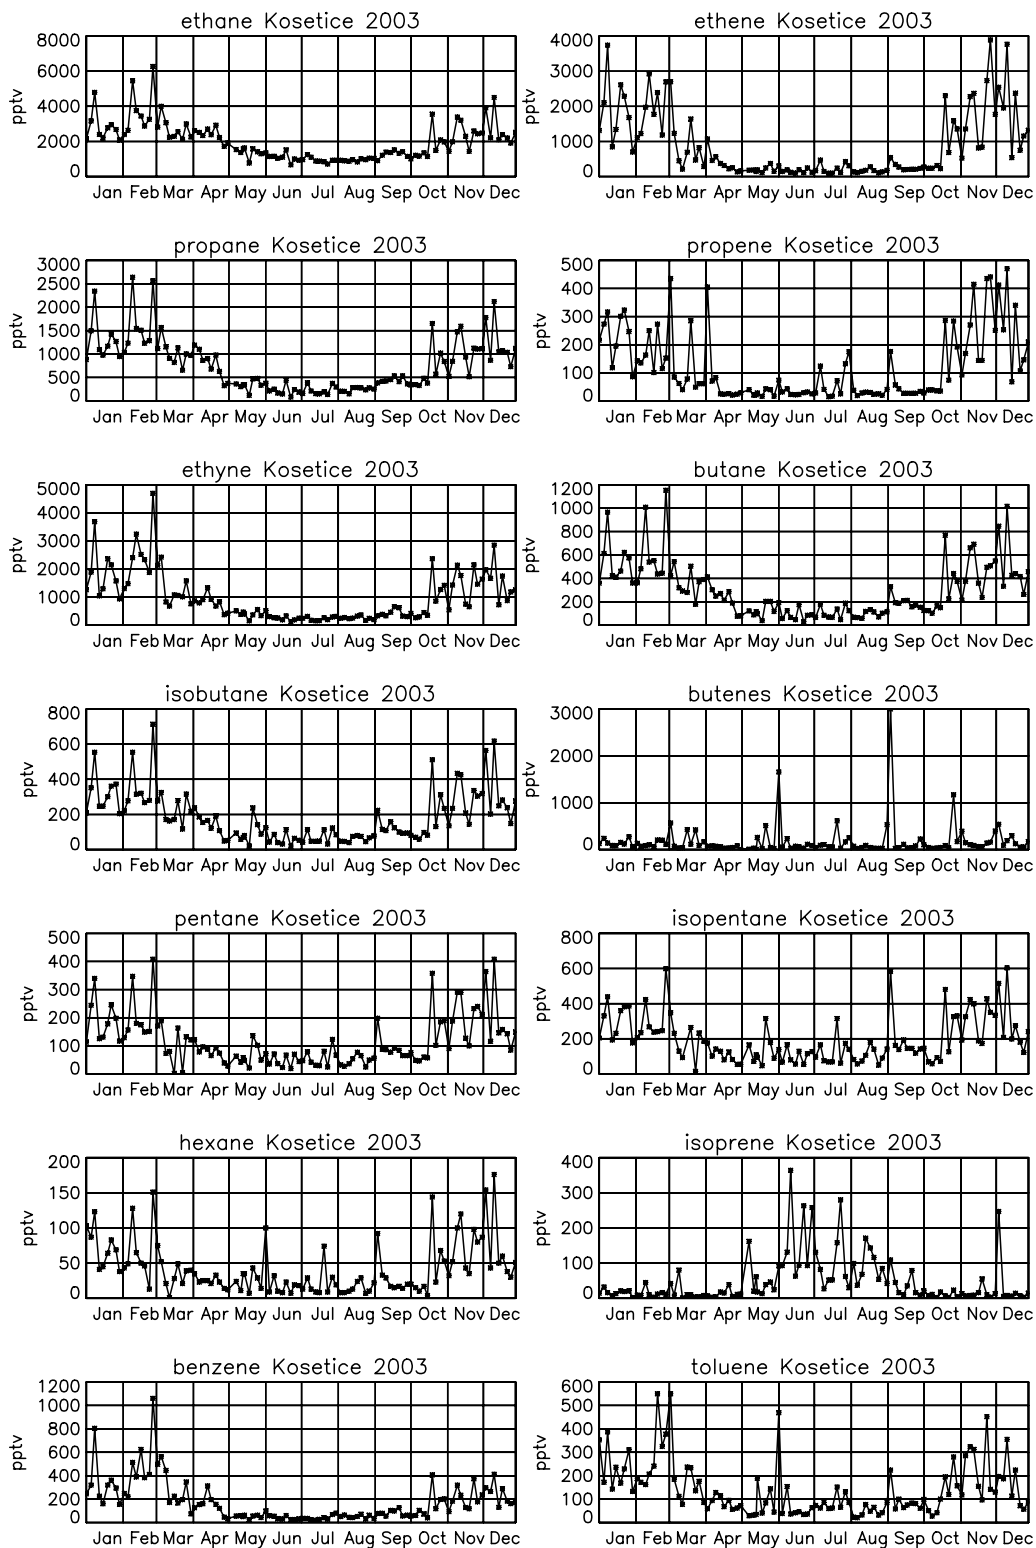 ethane Kosetice 2003
8000
6000
4000
2000
0
pptv
Jan Feb Mar Apr May Jun Jul Aug Sep Oct Nov Dec
ethene Kosetice 2003
4000
3000
2000
1000
0
pptv
Jan Feb Mar Apr May Jun Jul Aug Sep Oct Nov Dec
propane Kosetice 2003
3000
2500
2000
1500
1000
500
0
pptv
Jan Feb Mar Apr May Jun Jul Aug Sep Oct Nov Dec
propene Kosetice 2003
500
400
300
200
100
0
pptv
Jan Feb Mar Apr May Jun Jul Aug Sep Oct Nov Dec
ethyne Kosetice 2003
5000
4000
3000
2000
1000
0
pptv
Jan Feb Mar Apr May Jun Jul Aug Sep Oct Nov Dec
butane Kosetice 2003
1200
1000
800
600
400
200
0
pptv
Jan Feb Mar Apr May Jun Jul Aug Sep Oct Nov Dec
isobutane Kosetice 2003
800
600
400
200
0
pptv
Jan Feb Mar Apr May Jun Jul Aug Sep Oct Nov Dec
butenes Kosetice 2003
3000
2000
1000
0
pptv
Jan Feb Mar Apr May Jun Jul Aug Sep Oct Nov Dec
pentane Kosetice 2003
500
400
300
200
100
0
pptv
Jan Feb Mar Apr May Jun Jul Aug Sep Oct Nov Dec
isopentane Kosetice 2003
800
600
400
200
0
pptv
Jan Feb Mar Apr May Jun Jul Aug Sep Oct Nov Dec
hexane Kosetice 2003
200
150
100
50
0
pptv
Jan Feb Mar Apr May Jun Jul Aug Sep Oct Nov Dec
isoprene Kosetice 2003
400
300
200
100
0
pptv
Jan Feb Mar Apr May Jun Jul Aug Sep Oct Nov Dec
benzene Kosetice 2003
1200
1000
800
600
400
200
0
pptv
Jan Feb Mar Apr May Jun Jul Aug Sep Oct Nov Dec
toluene Kosetice 2003
600
500
400
300
200
100
0
pptv
Jan Feb Mar Apr May Jun Jul Aug Sep Oct Nov Dec